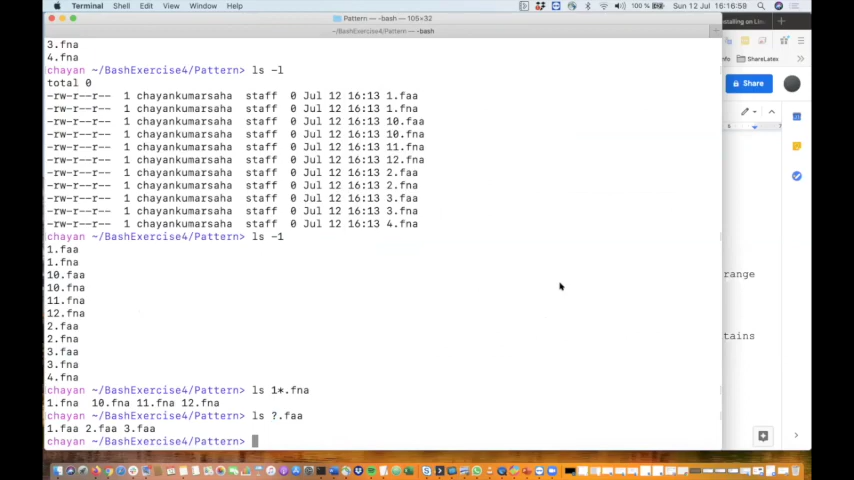 Terminal Shell Edit View Window Help
100 % Sun 12 Jul 16:16:58
Pattern — -bash — 105×32
~/BashExercise4/Pattern — -bash
3.fna
4.fna
chayan ~/BashExercise4/Pattern> ls -l
total 0
-rw-r--r-- 1 chayankumarsaha staff 0 Jul 12 16:13 1.faa
-rw-r--r-- 1 chayankumarsaha staff 0 Jul 12 16:13 1.fna
-rw-r--r-- 1 chayankumarsaha staff 0 Jul 12 16:13 10.faa
-rw-r--r-- 1 chayankumarsaha staff 0 Jul 12 16:13 10.fna
-rw-r--r-- 1 chayankumarsaha staff 0 Jul 12 16:13 11.fna
-rw-r--r-- 1 chayankumarsaha staff 0 Jul 12 16:13 12.fna
-rw-r--r-- 1 chayankumarsaha staff 0 Jul 12 16:13 2.faa
-rw-r--r-- 1 chayankumarsaha staff 0 Jul 12 16:13 2.fna
-rw-r--r-- 1 chayankumarsaha staff 0 Jul 12 16:13 3.faa
-rw-r--r-- 1 chayankumarsaha staff 0 Jul 12 16:13 3.fna
-rw-r--r-- 1 chayankumarsaha staff 0 Jul 12 16:13 4.fna
chayan ~/BashExercise4/Pattern> ls -1
1.faa
1.fna
10.faa
10.fna
11.fna
12.fna
2.faa
2.fna
3.faa
3.fna
4.fna
chayan ~/BashExercise4/Pattern> ls 1*.fna
1.fna 10.fna 11.fna 12.fna
chayan ~/BashExercise4/Pattern> ls ?.faa
1.faa 2.faa 3.faa
chayan ~/BashExercise4/Pattern>
ShareLatex
Share
range
tains